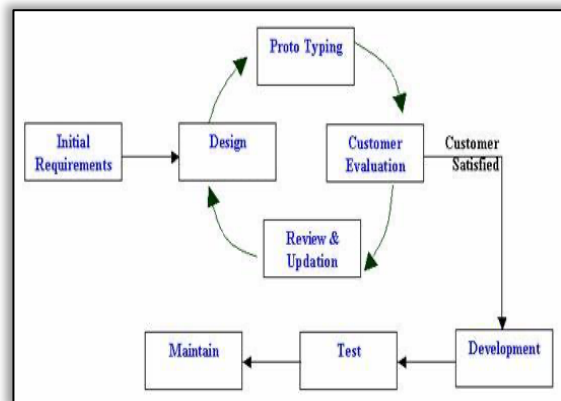 Proto Typing
Initial
Requirements
Design
Customer
Evaluation
Customer
Satisfied
Review &
Updation
Maintain
Test
Development